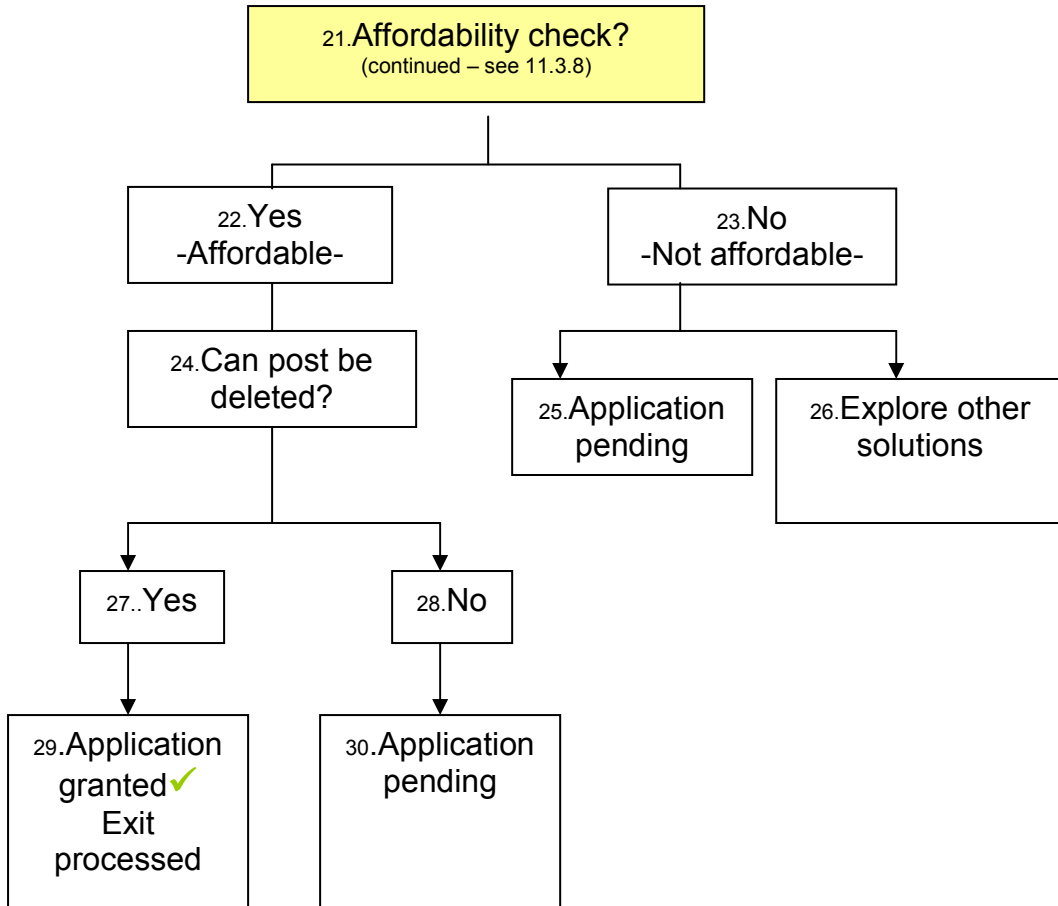 21.Affordability check?
(continued – see 11.3.8)
22.Yes
-Affordable-
23.No
-Not affordable-
24.Can post be
deleted?
25.Application
pending
26.Explore other
solutions
27..Yes
28.No
29.Application
granted✓
Exit
processed
30.Application
pending